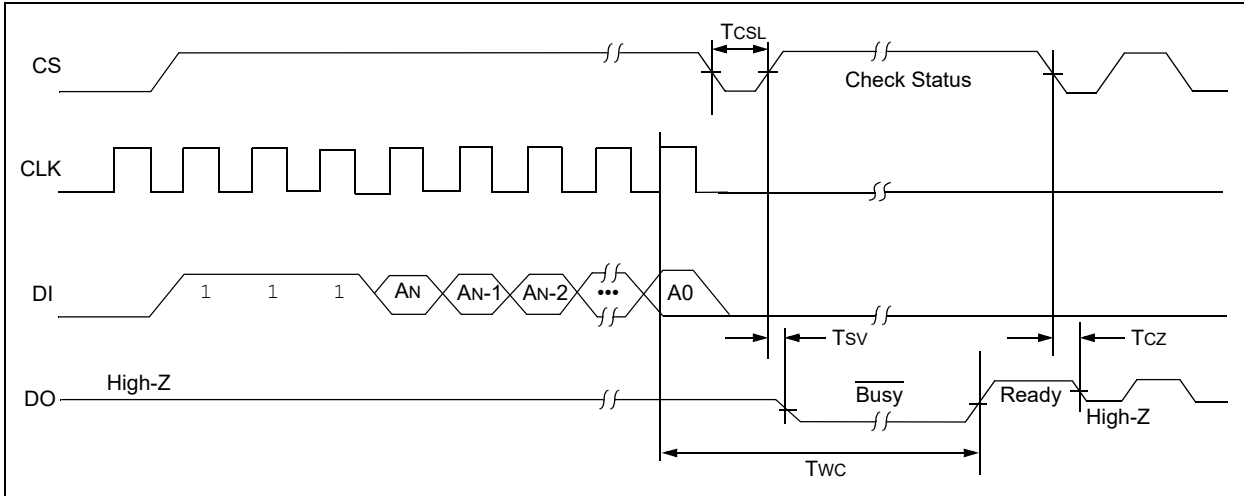 TCSL
CS
Check Status
CLK
DI
1 1 1 AN AN-1 AN-2 ••• A0
TSV
TCZ
High-Z
DO
Busy
Ready
High-Z
TWC